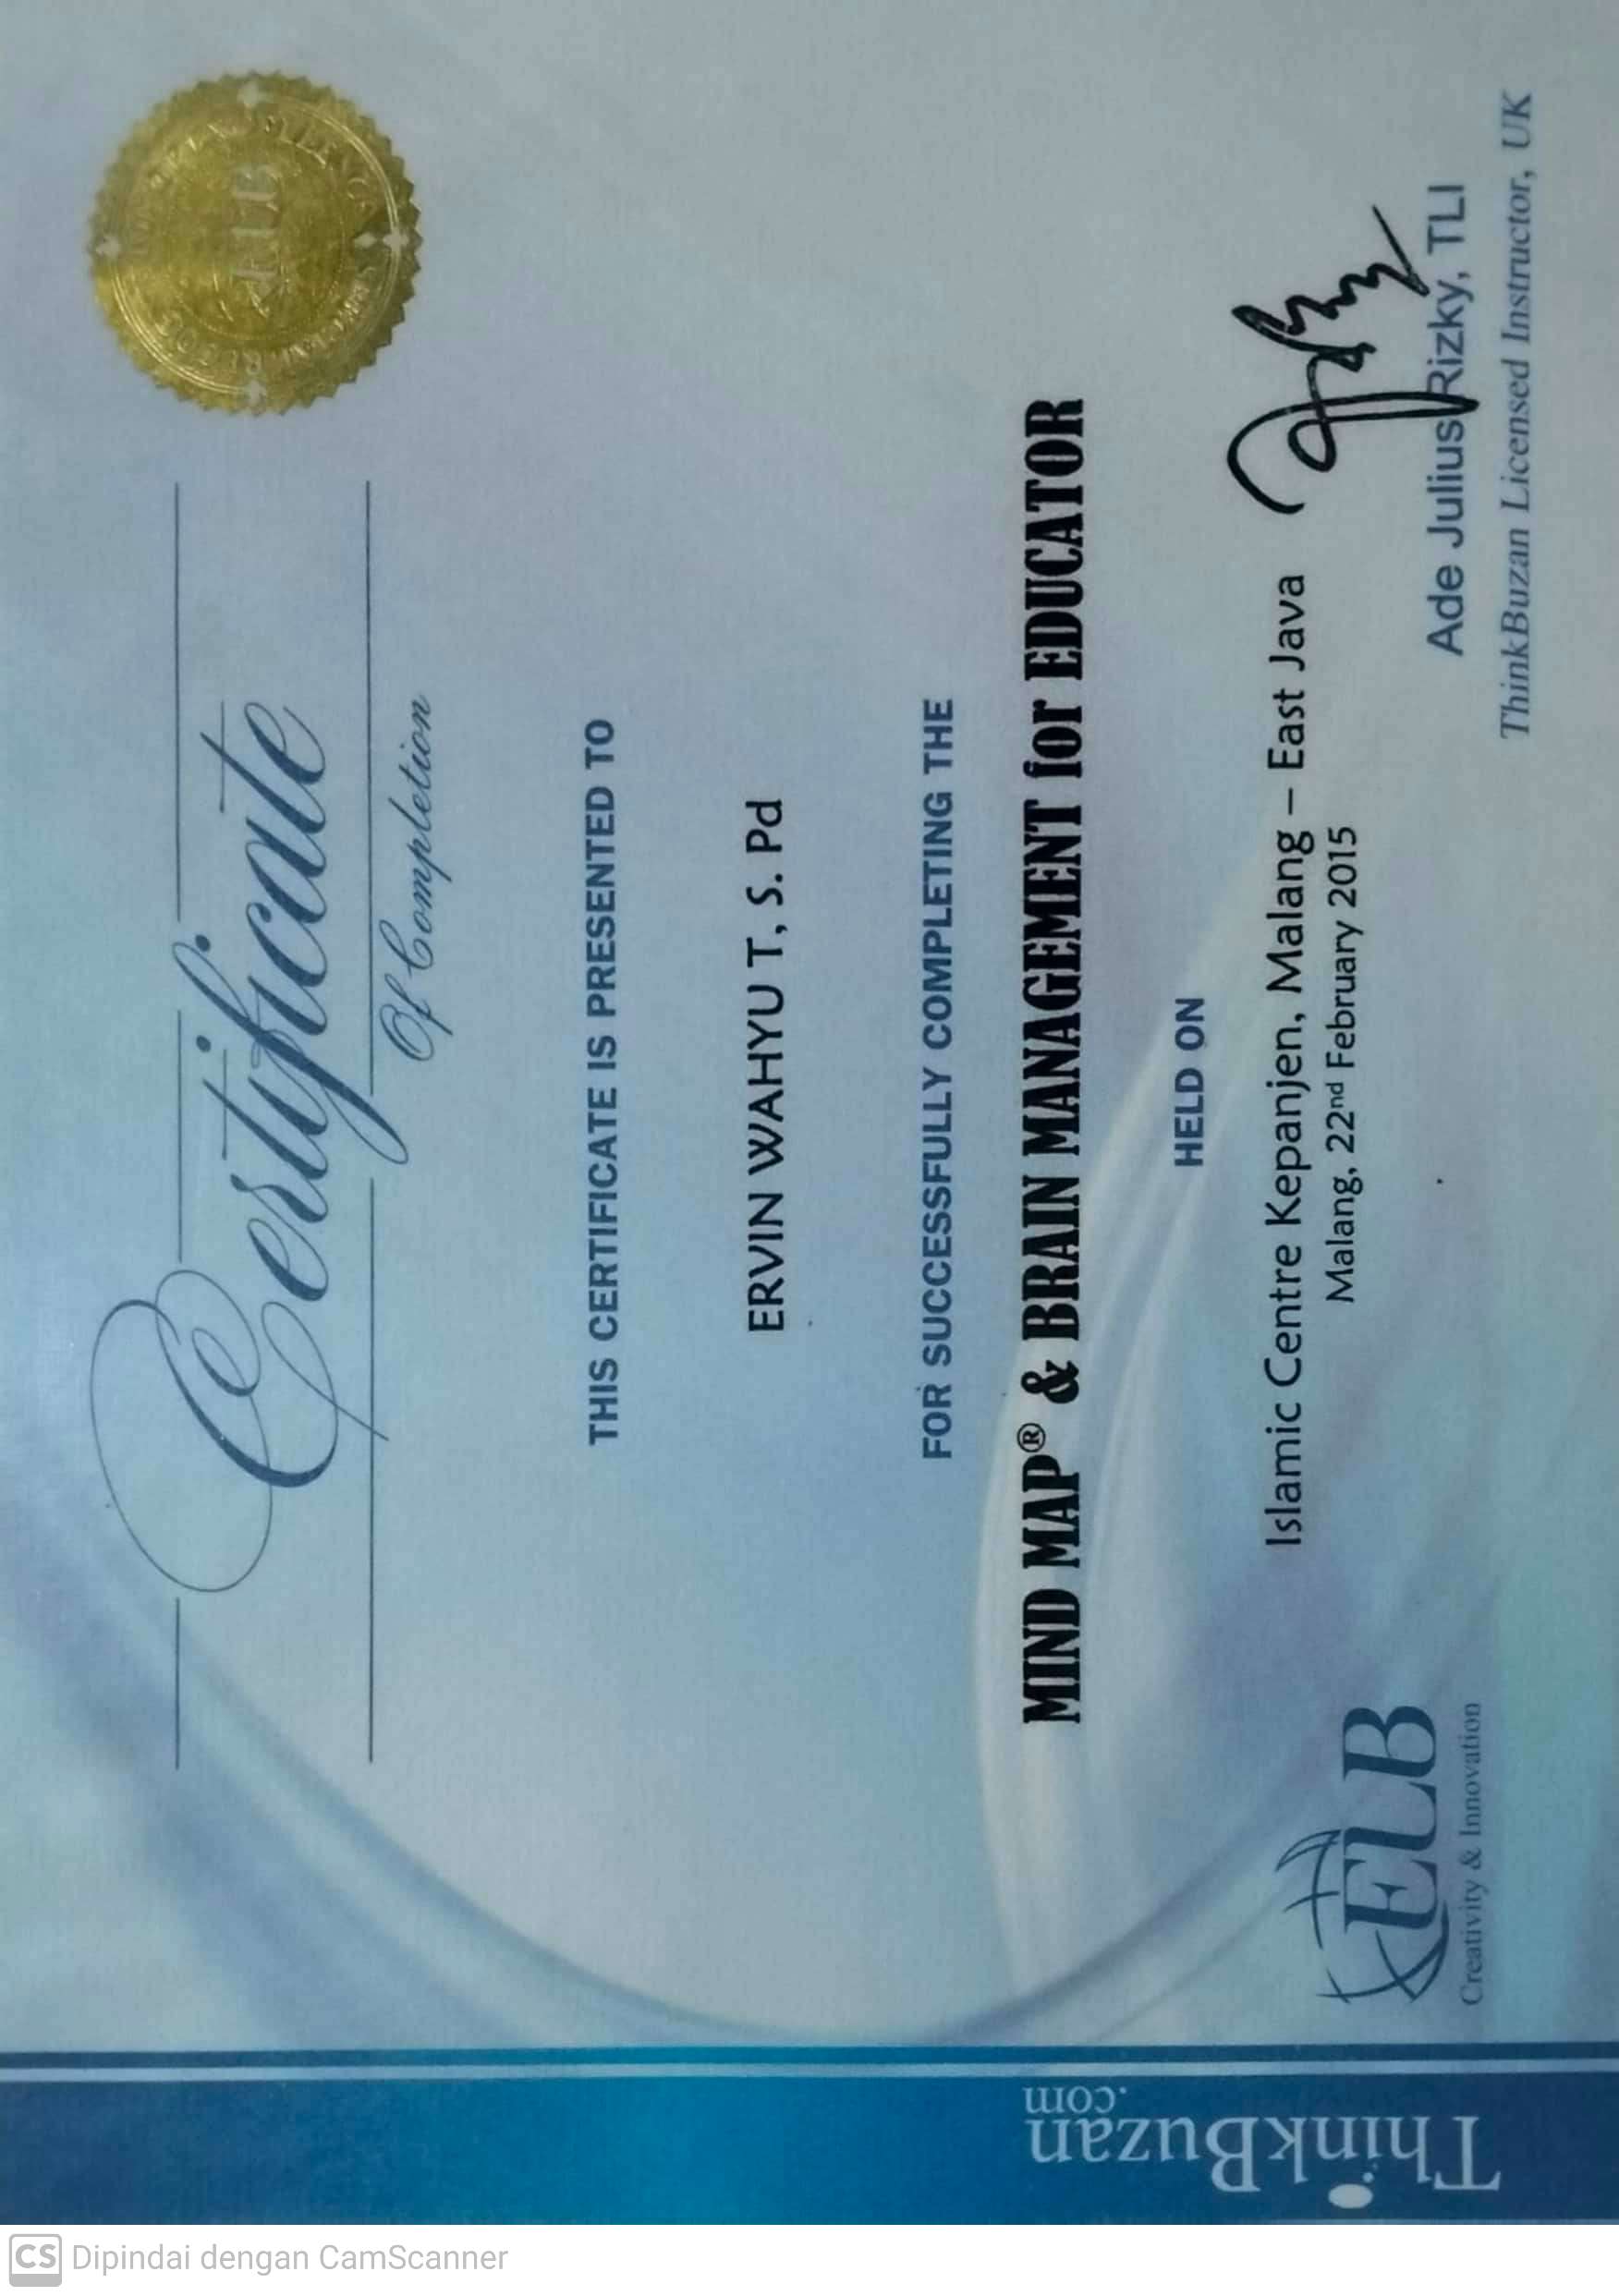 CS Dipindai dengan CamScanner
Certificate
Of Completion
ELB
THIS CERTIFICATE IS PRESENTED TO
ERVIN WAHYU T, S. Pd
FOR SUCCESSFULLY COMPLETING THE
MIND MAP® & BRAIN MANAGEMENT for EDUCATOR
HELD ON
Islamic Centre Kepanjen, Malang – East Java
Malang, 22nd February 2015
ThinkBuzan
.com
ELB
Creativity & Innovation
Ade Julius Rizky, TLI
ThinkBuzan Licensed Instructor, UK